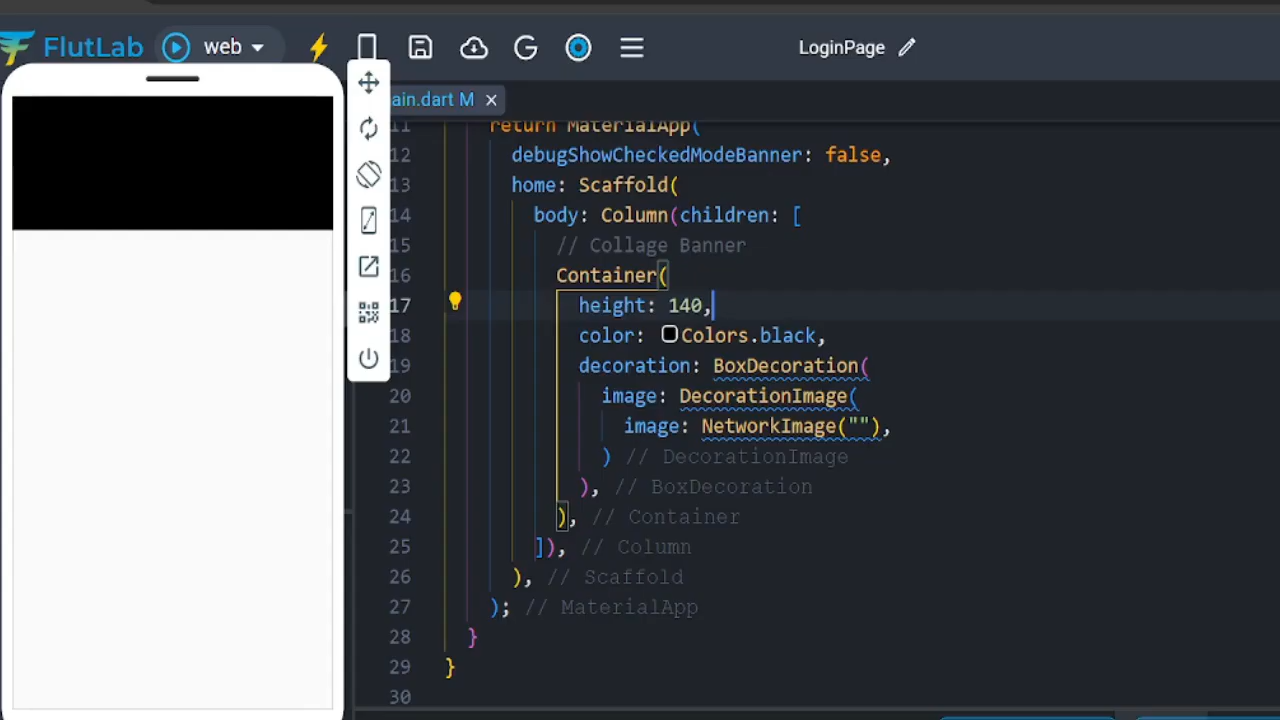 FlutLab web LoginPage
ain.dart M ×
11 return MaterialApp(
12 debugShowCheckedModeBanner: false,
13 home: Scaffold(
14 body: Column(children: [
15 // Collage Banner
16 Container(
17 height: 140,
18 color: Colors.black,
19 decoration: BoxDecoration(
20 image: DecorationImage(
21 image: NetworkImage(""),
22 ) // DecorationImage
23 ), // BoxDecoration
24 ), // Container
25 ]), // Column
26 ), // Scaffold
27 ); // MaterialApp
28 }
29 }
30